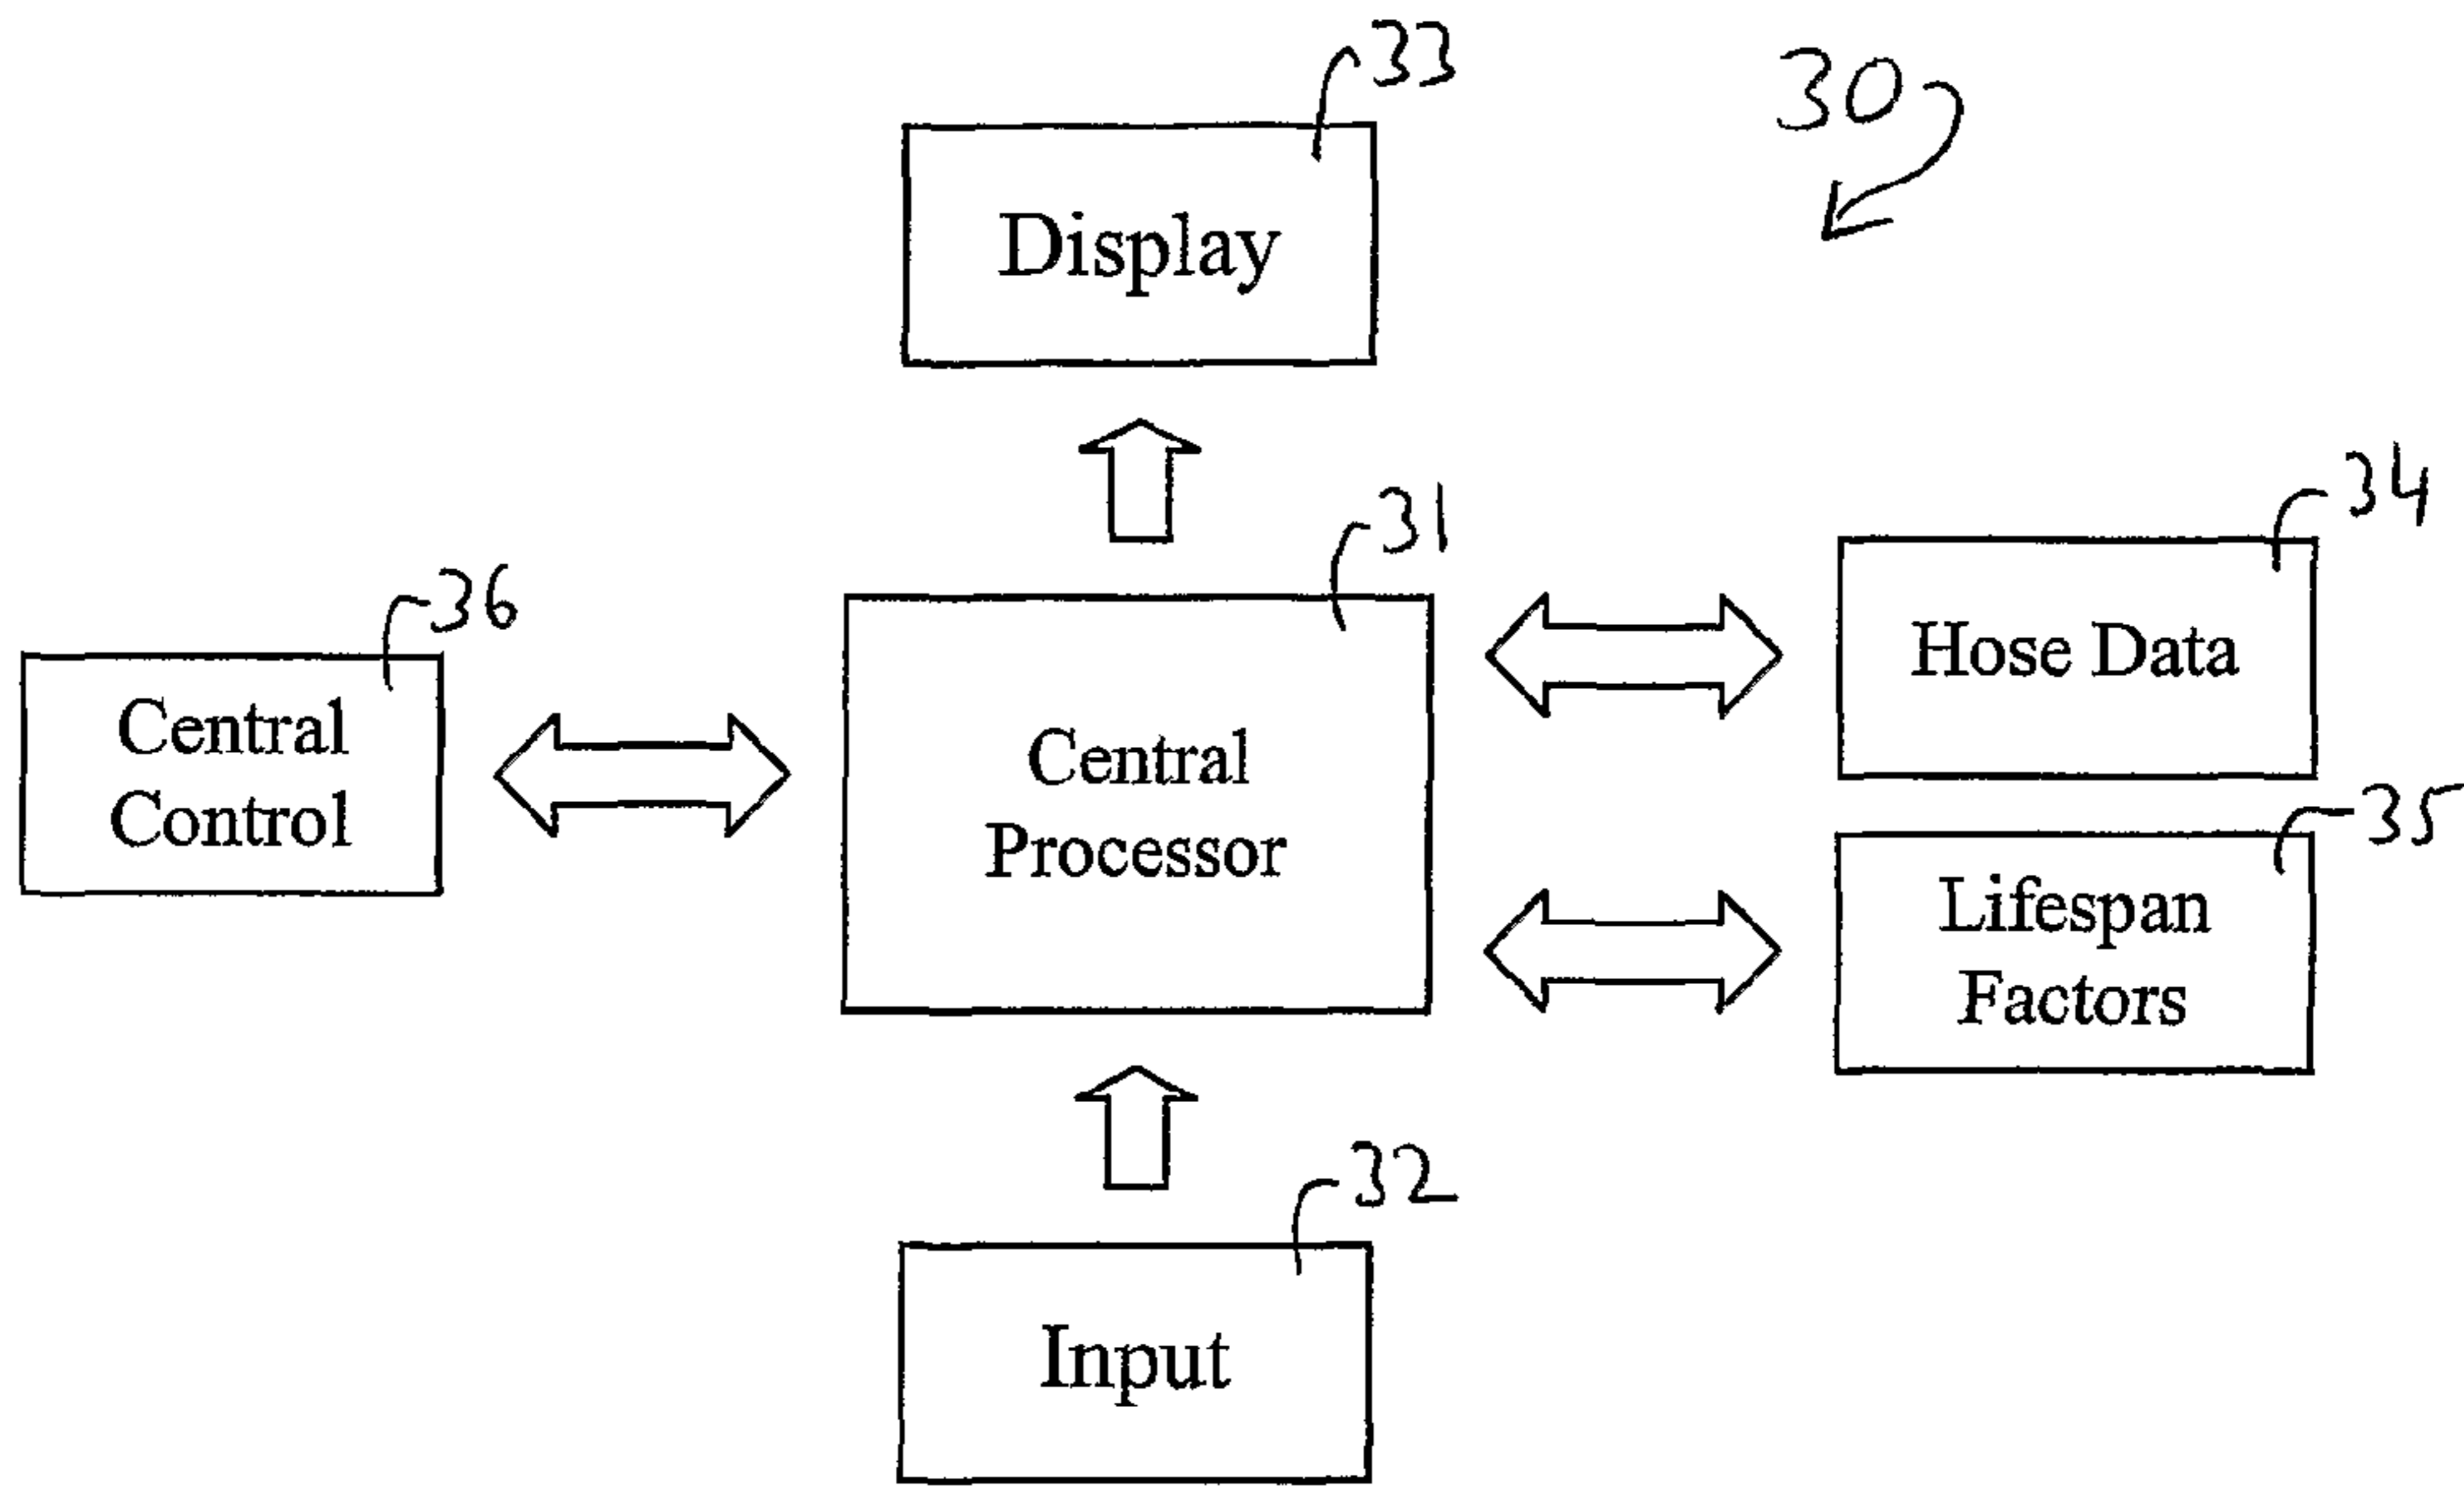 33
30
Display
31
34
36
Hose Data
Central
Control
Central
Processor
35
Lifespan
Factors
32
Input